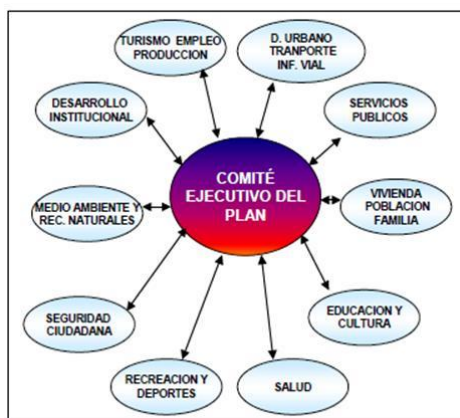 TURISMO EMPLEO
PRODUCCION
D. URBANO
TRANPORTE
INF. VIAL
DESARROLLO
INSTITUCIONAL
SERVICIOS
PUBLICOS
COMITÉ
EJECUTIVO DEL
PLAN
MEDIO AMBIENTE Y
REC. NATURALES
VIVIENDA
POBLACION
FAMILIA
SEGURIDAD
CIUDADANA
EDUCACION Y
CULTURA
RECREACION Y
DEPORTES
SALUD